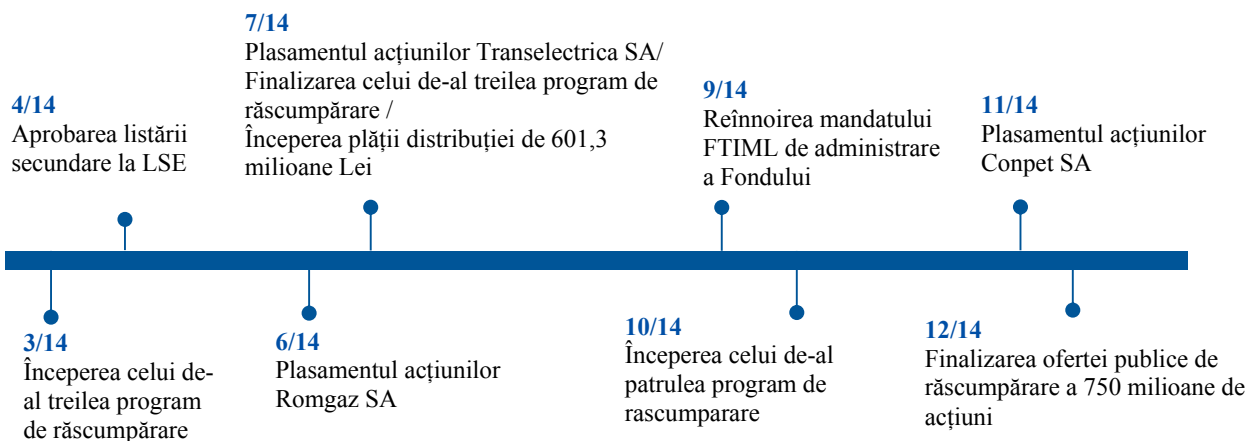 7/14
Plasamentul acțiunilor Transelectrica SA/
Finalizarea celui de-al treilea program de
răscumpărare /
Începerea plății distribuției de 601,3
milioane Lei
4/14
Aprobarea listării
secundare la LSE
9/14
Reînnoirea mandatului
FTIML de administrare
a Fondului
11/14
Plasamentul acțiunilor
Conpet SA
3/14
Începerea celui de-
al treilea program
de răscumpărare
6/14
Plasamentul acțiunilor
Romgaz SA
10/14
Începerea celui de-al
patrulea program de
rascumparare
12/14
Finalizarea ofertei publice de
răscumpărare a 750 milioane de
acțiuni